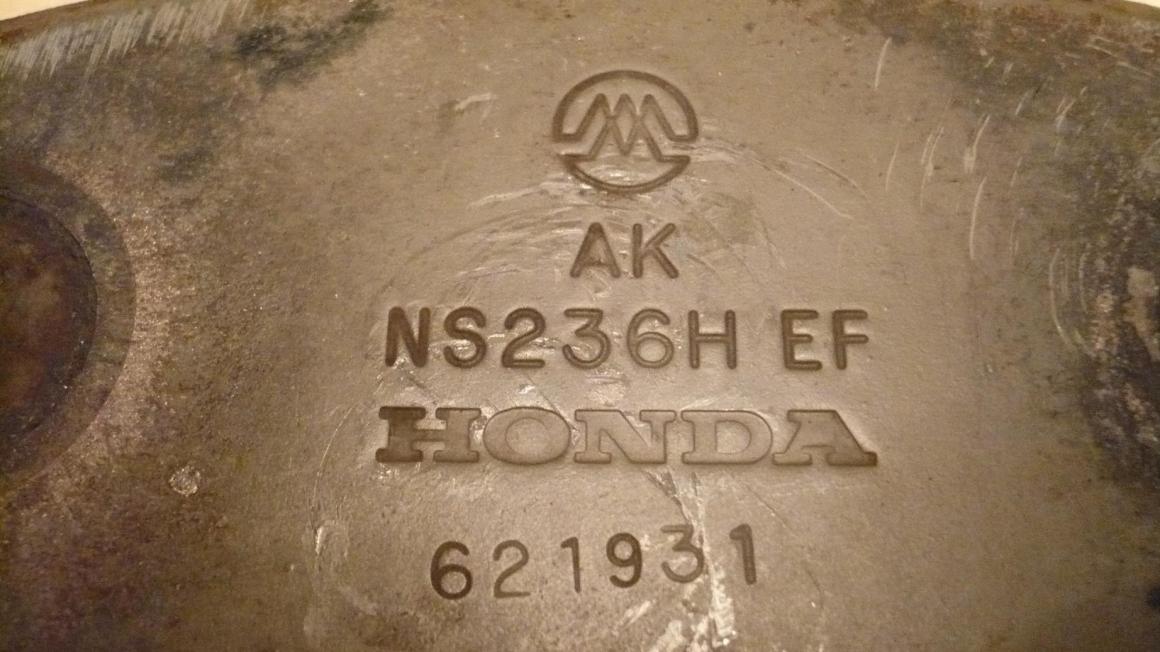 AK
NS236H EF
HONDA
621931